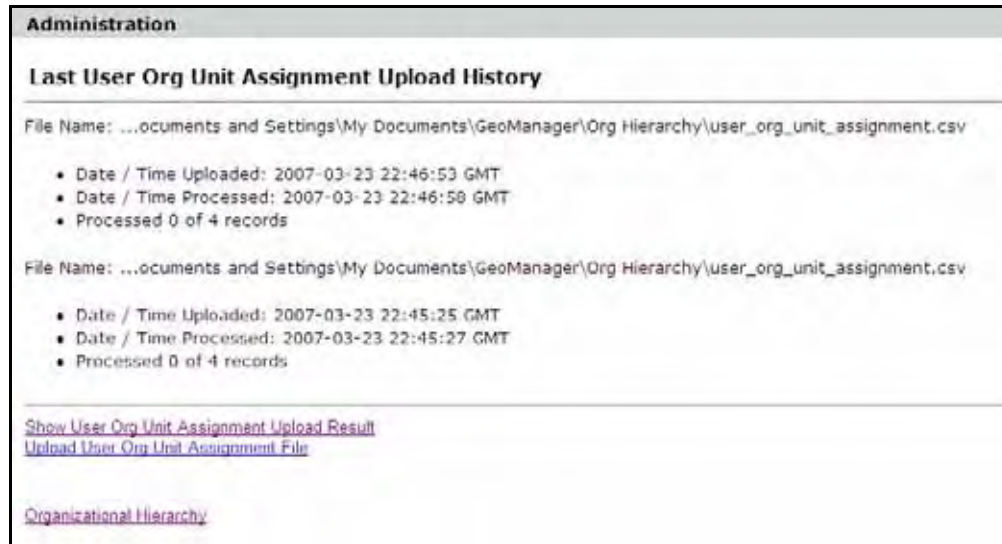 Administration
Last User Org Unit Assignment Upload History
File Name: ...ocuments and Settings\My Documents\GeoManager\Org Hierarchy\user_org_unit_assignment.csv
• Date / Time Uploaded: 2007-03-23 22:46:53 GMT
• Date / Time Processed: 2007-03-23 22:46:58 GMT
• Processed 0 of 4 records
File Name: ...ocuments and Settings\My Documents\GeoManager\Org Hierarchy\user_org_unit_assignment.csv
• Date / Time Uploaded: 2007-03-23 22:45:25 GMT
• Date / Time Processed: 2007-03-23 22:45:27 GMT
• Processed 0 of 4 records
Show User Org Unit Assignment Upload Result
Upload User Org Unit Assignment File
Organizational Hierarchy